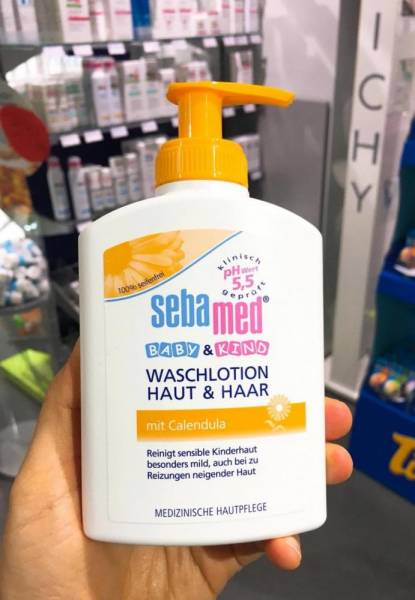 VICHY
100% seifenfrei
klinisch
pH Wert
5,5
geprüft
sebamed®
BABY & KIND
WASCHLOTION
HAUT & HAAR
mit Calendula
Reinigt sensible Kinderhaut
besonders mild, auch bei zu
Reizungen neigender Haut
MEDIZINISCHE HAUTPFLEGE